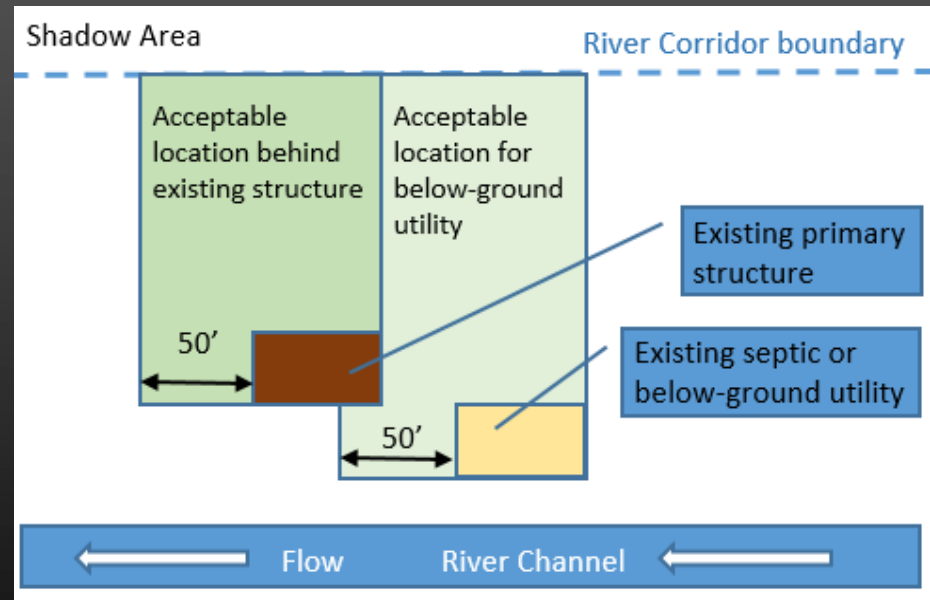 Shadow Area
River Corridor boundary
Acceptable
location behind
existing structure
Acceptable
location for
below-ground
utility
Existing primary
structure
50’
Existing septic or
below-ground utility
50’
Flow
River Channel